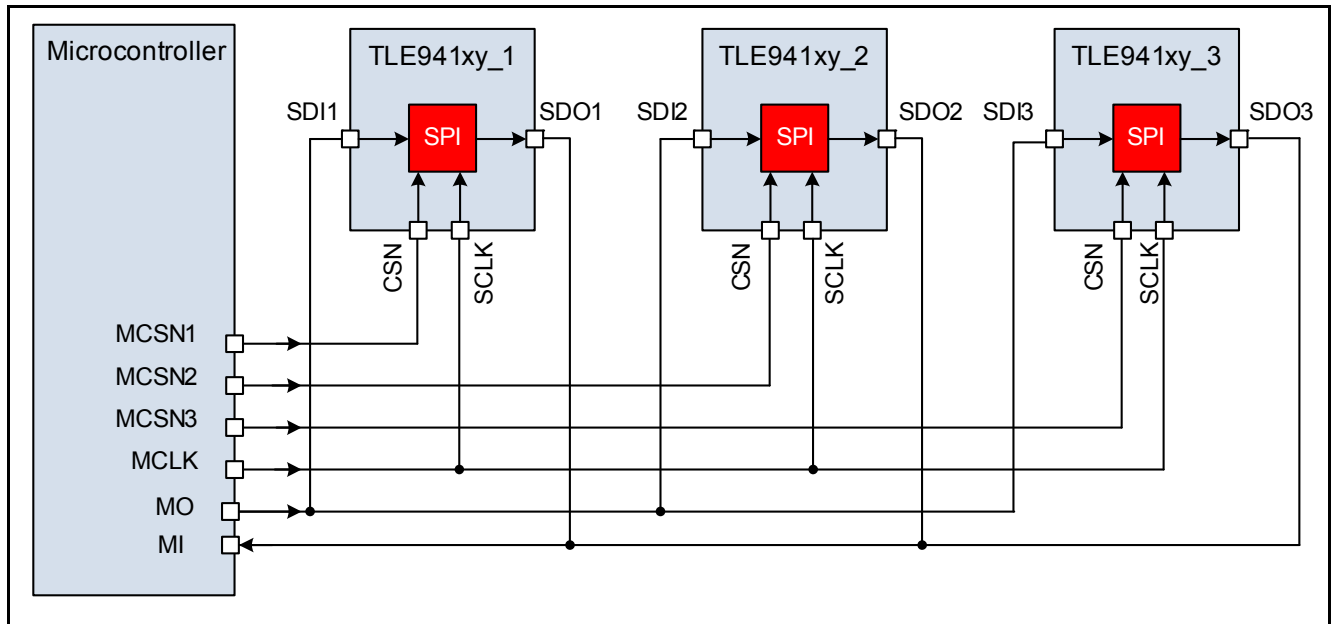 Microcontroller
TLE941xy_1
TLE941xy_2
TLE941xy_3
SDI1
SPI
SDO1
SDI2
SPI
SDO2
SDI3
SPI
SDO3
CSN
SCLK
CSN
SCLK
CSN
SCLK
MCSN1
MCSN2
MCSN3
MCLK
MO
MI